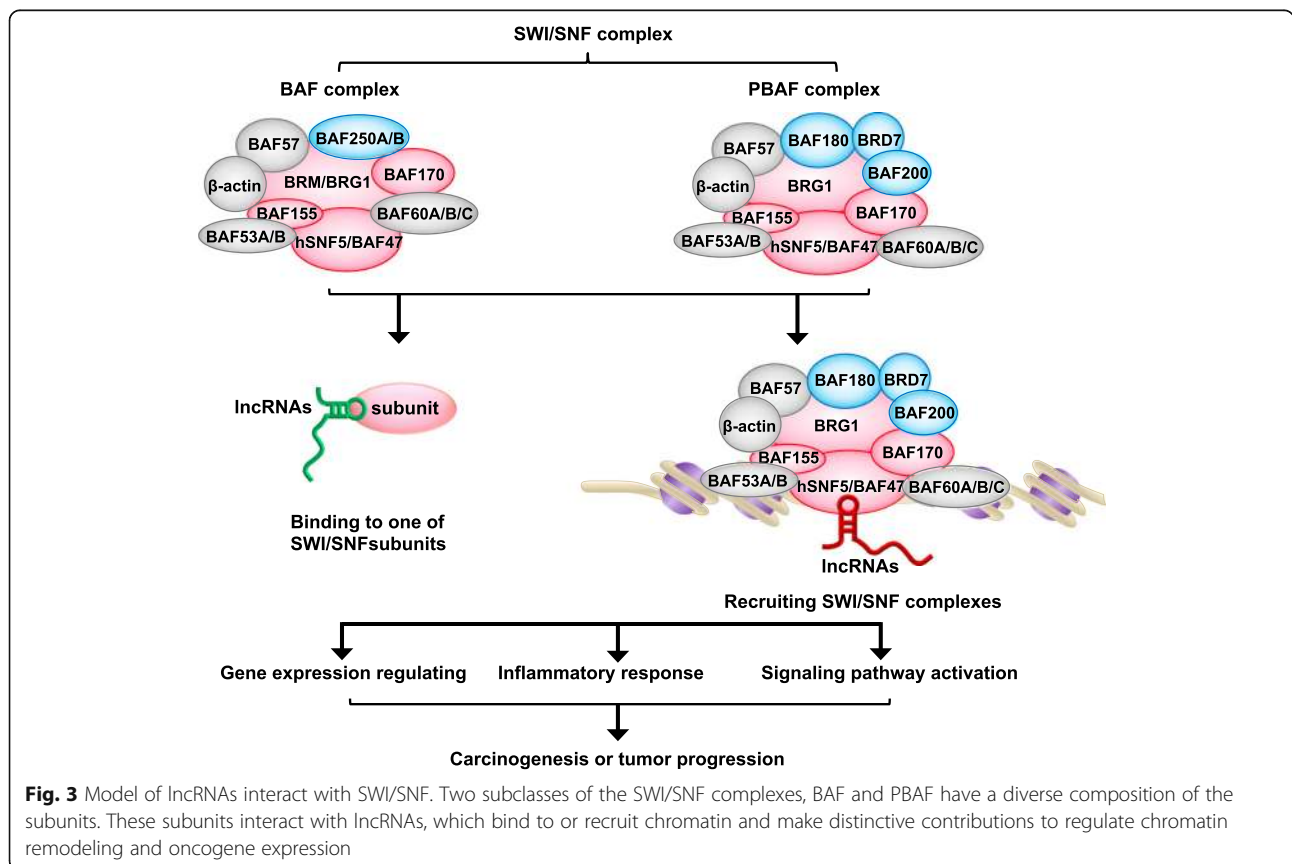 SWI/SNF complex
BAF complex
PBAF complex
BAF57
BAF250A/B
β-actin
BRM/BRG1
BAF170
BAF155
BAF60A/B/C
BAF53A/B
hSNF5/BAF47
BAF57
BAF180
BRD7
BAF200
β-actin
BRG1
BAF155
BAF170
BAF53A/B
hSNF5/BAF47
BAF60A/B/C
lncRNAs
subunit
Binding to one of
SWI/SNFsubunits
BAF57
BAF180
BRD7
BAF200
β-actin
BRG1
BAF155
BAF170
BAF53A/B
hSNF5/BAF47
BAF60A/B/C
lncRNAs
Recruiting SWI/SNF complexes
Gene expression regulating
Inflammatory response
Signaling pathway activation
Carcinogenesis or tumor progression
Fig. 3 Model of lncRNAs interact with SWI/SNF. Two subclasses of the SWI/SNF complexes, BAF and PBAF have a diverse composition of the
subunits. These subunits interact with lncRNAs, which bind to or recruit chromatin and make distinctive contributions to regulate chromatin
remodeling and oncogene expression